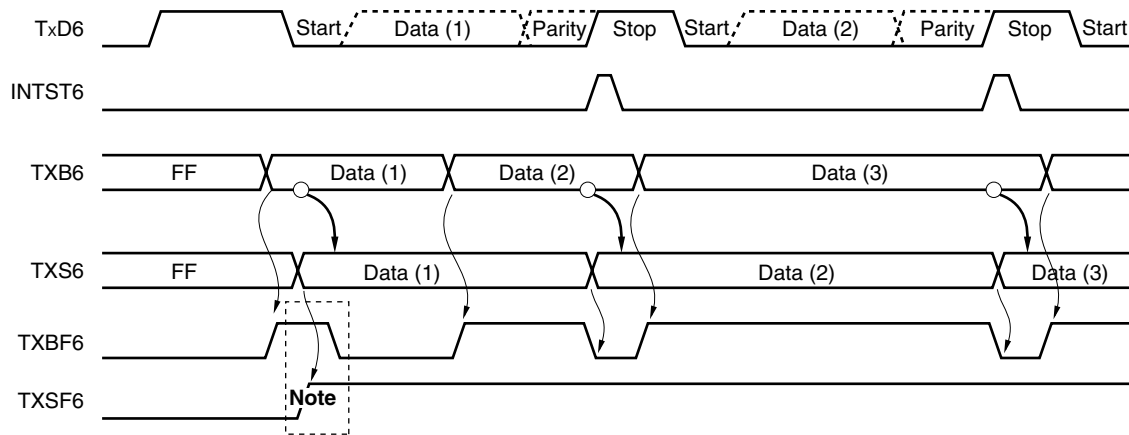 TxD6 Start Data (1) Parity Stop Start Data (2) Parity Stop Start
INTST6
TXB6 FF Data (1) Data (2) Data (3)
TXS6 FF Data (1) Data (2) Data (3)
TXBF6
TXSF6 Note